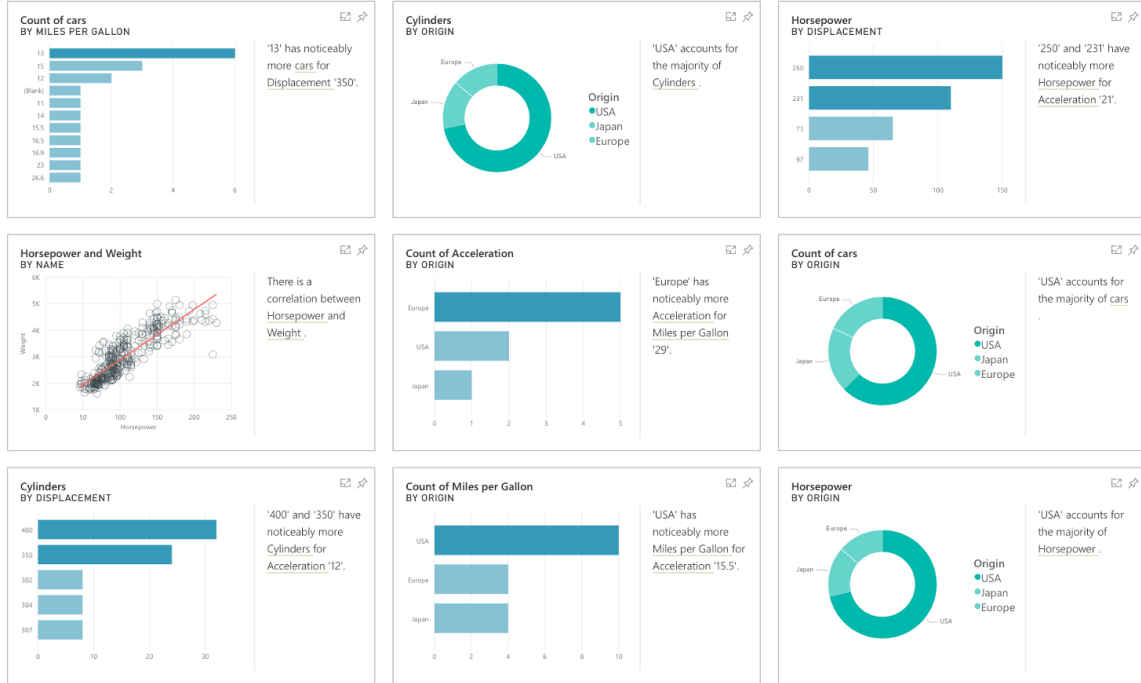 Count of cars
BY MILES PER GALLON
13
15
12
(Blank)
11
14
15.5
16.5
16.9
23
26.6
0 2 4 6
'13' has noticeably
more cars for
Displacement '350'.
Cylinders
BY ORIGIN
Europe
Japan
USA
Origin
USA
Japan
Europe
'USA' accounts for
the majority of
Cylinders .
Horsepower
BY DISPLACEMENT
250
231
71
97
0 50 100 150
'250' and '231' have
noticeably more
Horsepower for
Acceleration '21'.
Horsepower and Weight
BY NAME
Weight
6K
5K
4K
3K
2K
1K
0 50 100 150 200 250
Horsepower
There is a
correlation between
Horsepower and
Weight .
Count of Acceleration
BY ORIGIN
Europe
USA
Japan
0 1 2 3 4 5
'Europe' has
noticeably more
Acceleration for
Miles per Gallon
'29'.
Count of cars
BY ORIGIN
Europe
Japan
USA
Origin
USA
Japan
Europe
'USA' accounts for
the majority of cars
.
Cylinders
BY DISPLACEMENT
400
350
302
304
307
0 10 20 30
'400' and '350' have
noticeably more
Cylinders for
Acceleration '12'.
Count of Miles per Gallon
BY ORIGIN
USA
Europe
Japan
0 2 4 6 8 10
'USA' has
noticeably more
Miles per Gallon for
Acceleration '15.5'.
Horsepower
BY ORIGIN
Europe
Japan
USA
Origin
USA
Japan
Europe
'USA' accounts for
the majority of
Horsepower .